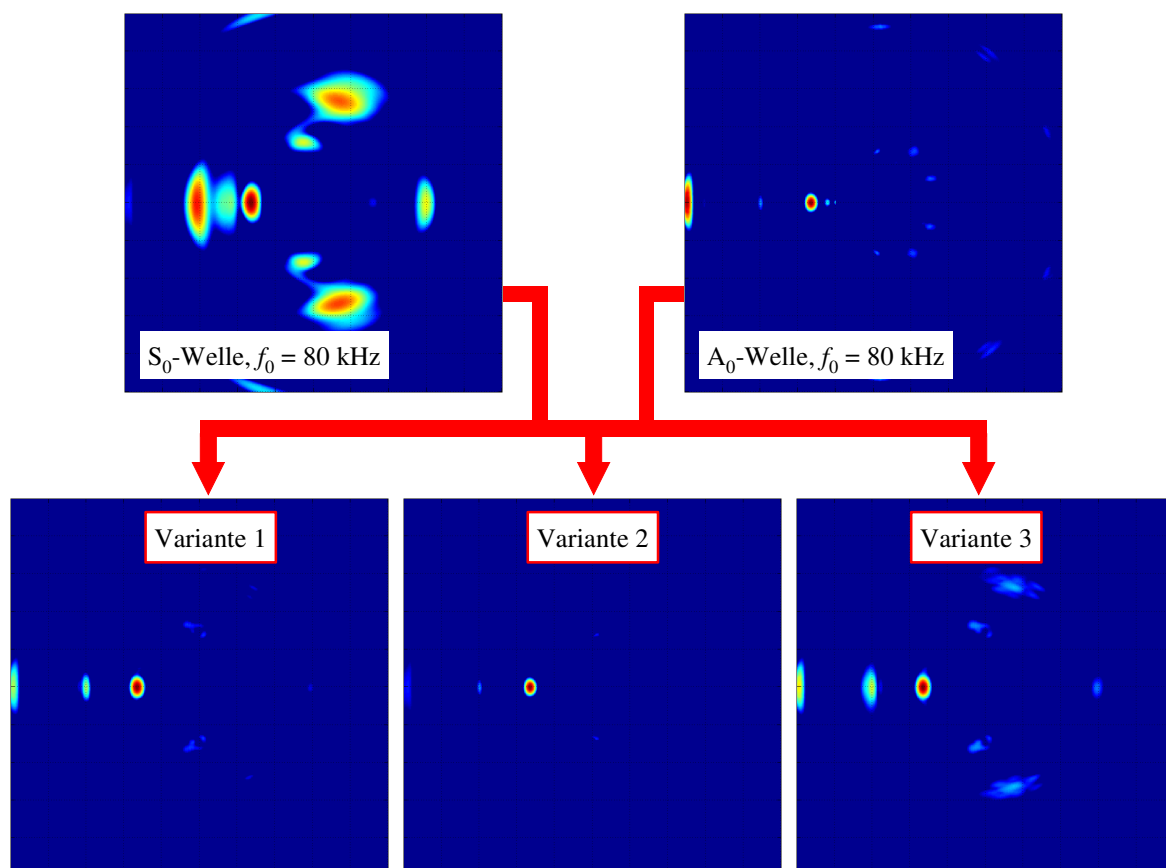 S₀-Welle, f₀ = 80 kHz
A₀-Welle, f₀ = 80 kHz
Variante 1
Variante 2
Variante 3